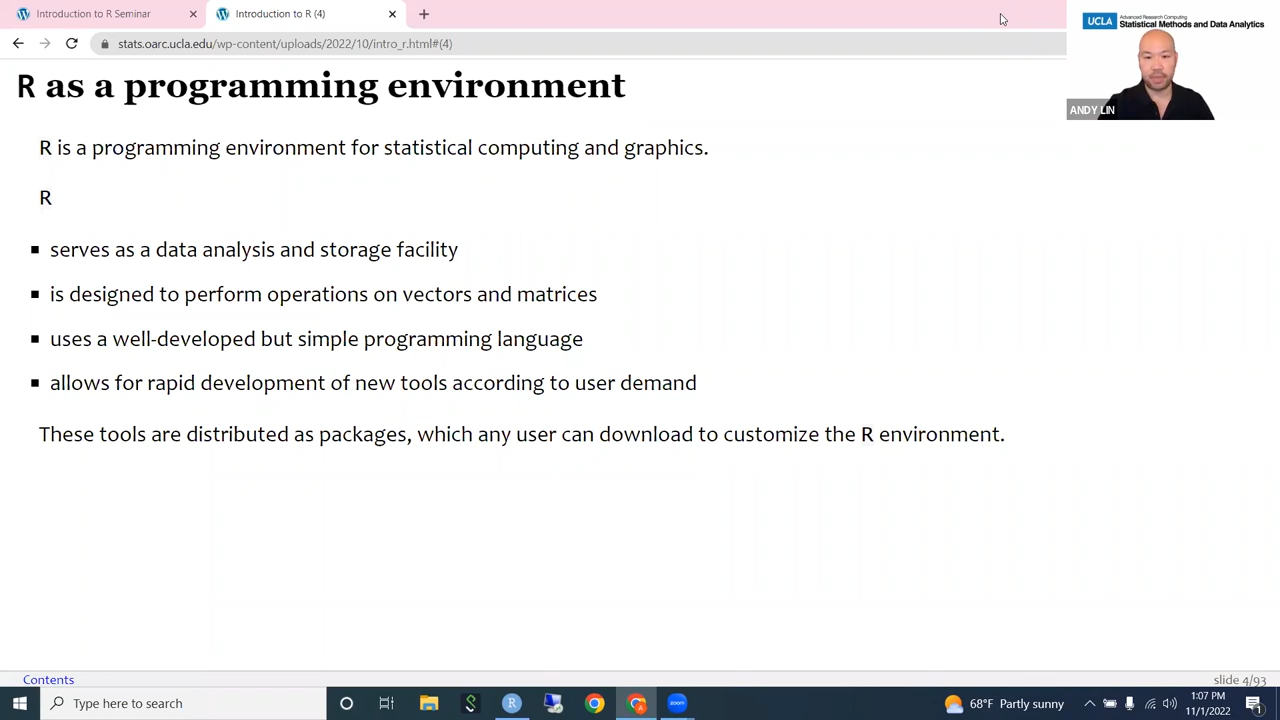 Introduction to R Seminar
Introduction to R (4)
stats.oarc.ucla.edu/wp-content/uploads/2022/10/intro_r.html#(4)
UCLA
Advanced Research Computing
Statistical Methods and Data Analytics
ANDY LIN
R as a programming environment
R is a programming environment for statistical computing and graphics.
R
serves as a data analysis and storage facility
is designed to perform operations on vectors and matrices
uses a well-developed but simple programming language
allows for rapid development of new tools according to user demand
These tools are distributed as packages, which any user can download to customize the R environment.
Contents
slide 4/93
Type here to search
R
zoom
68°F Partly sunny
1:07 PM
11/1/2022
1